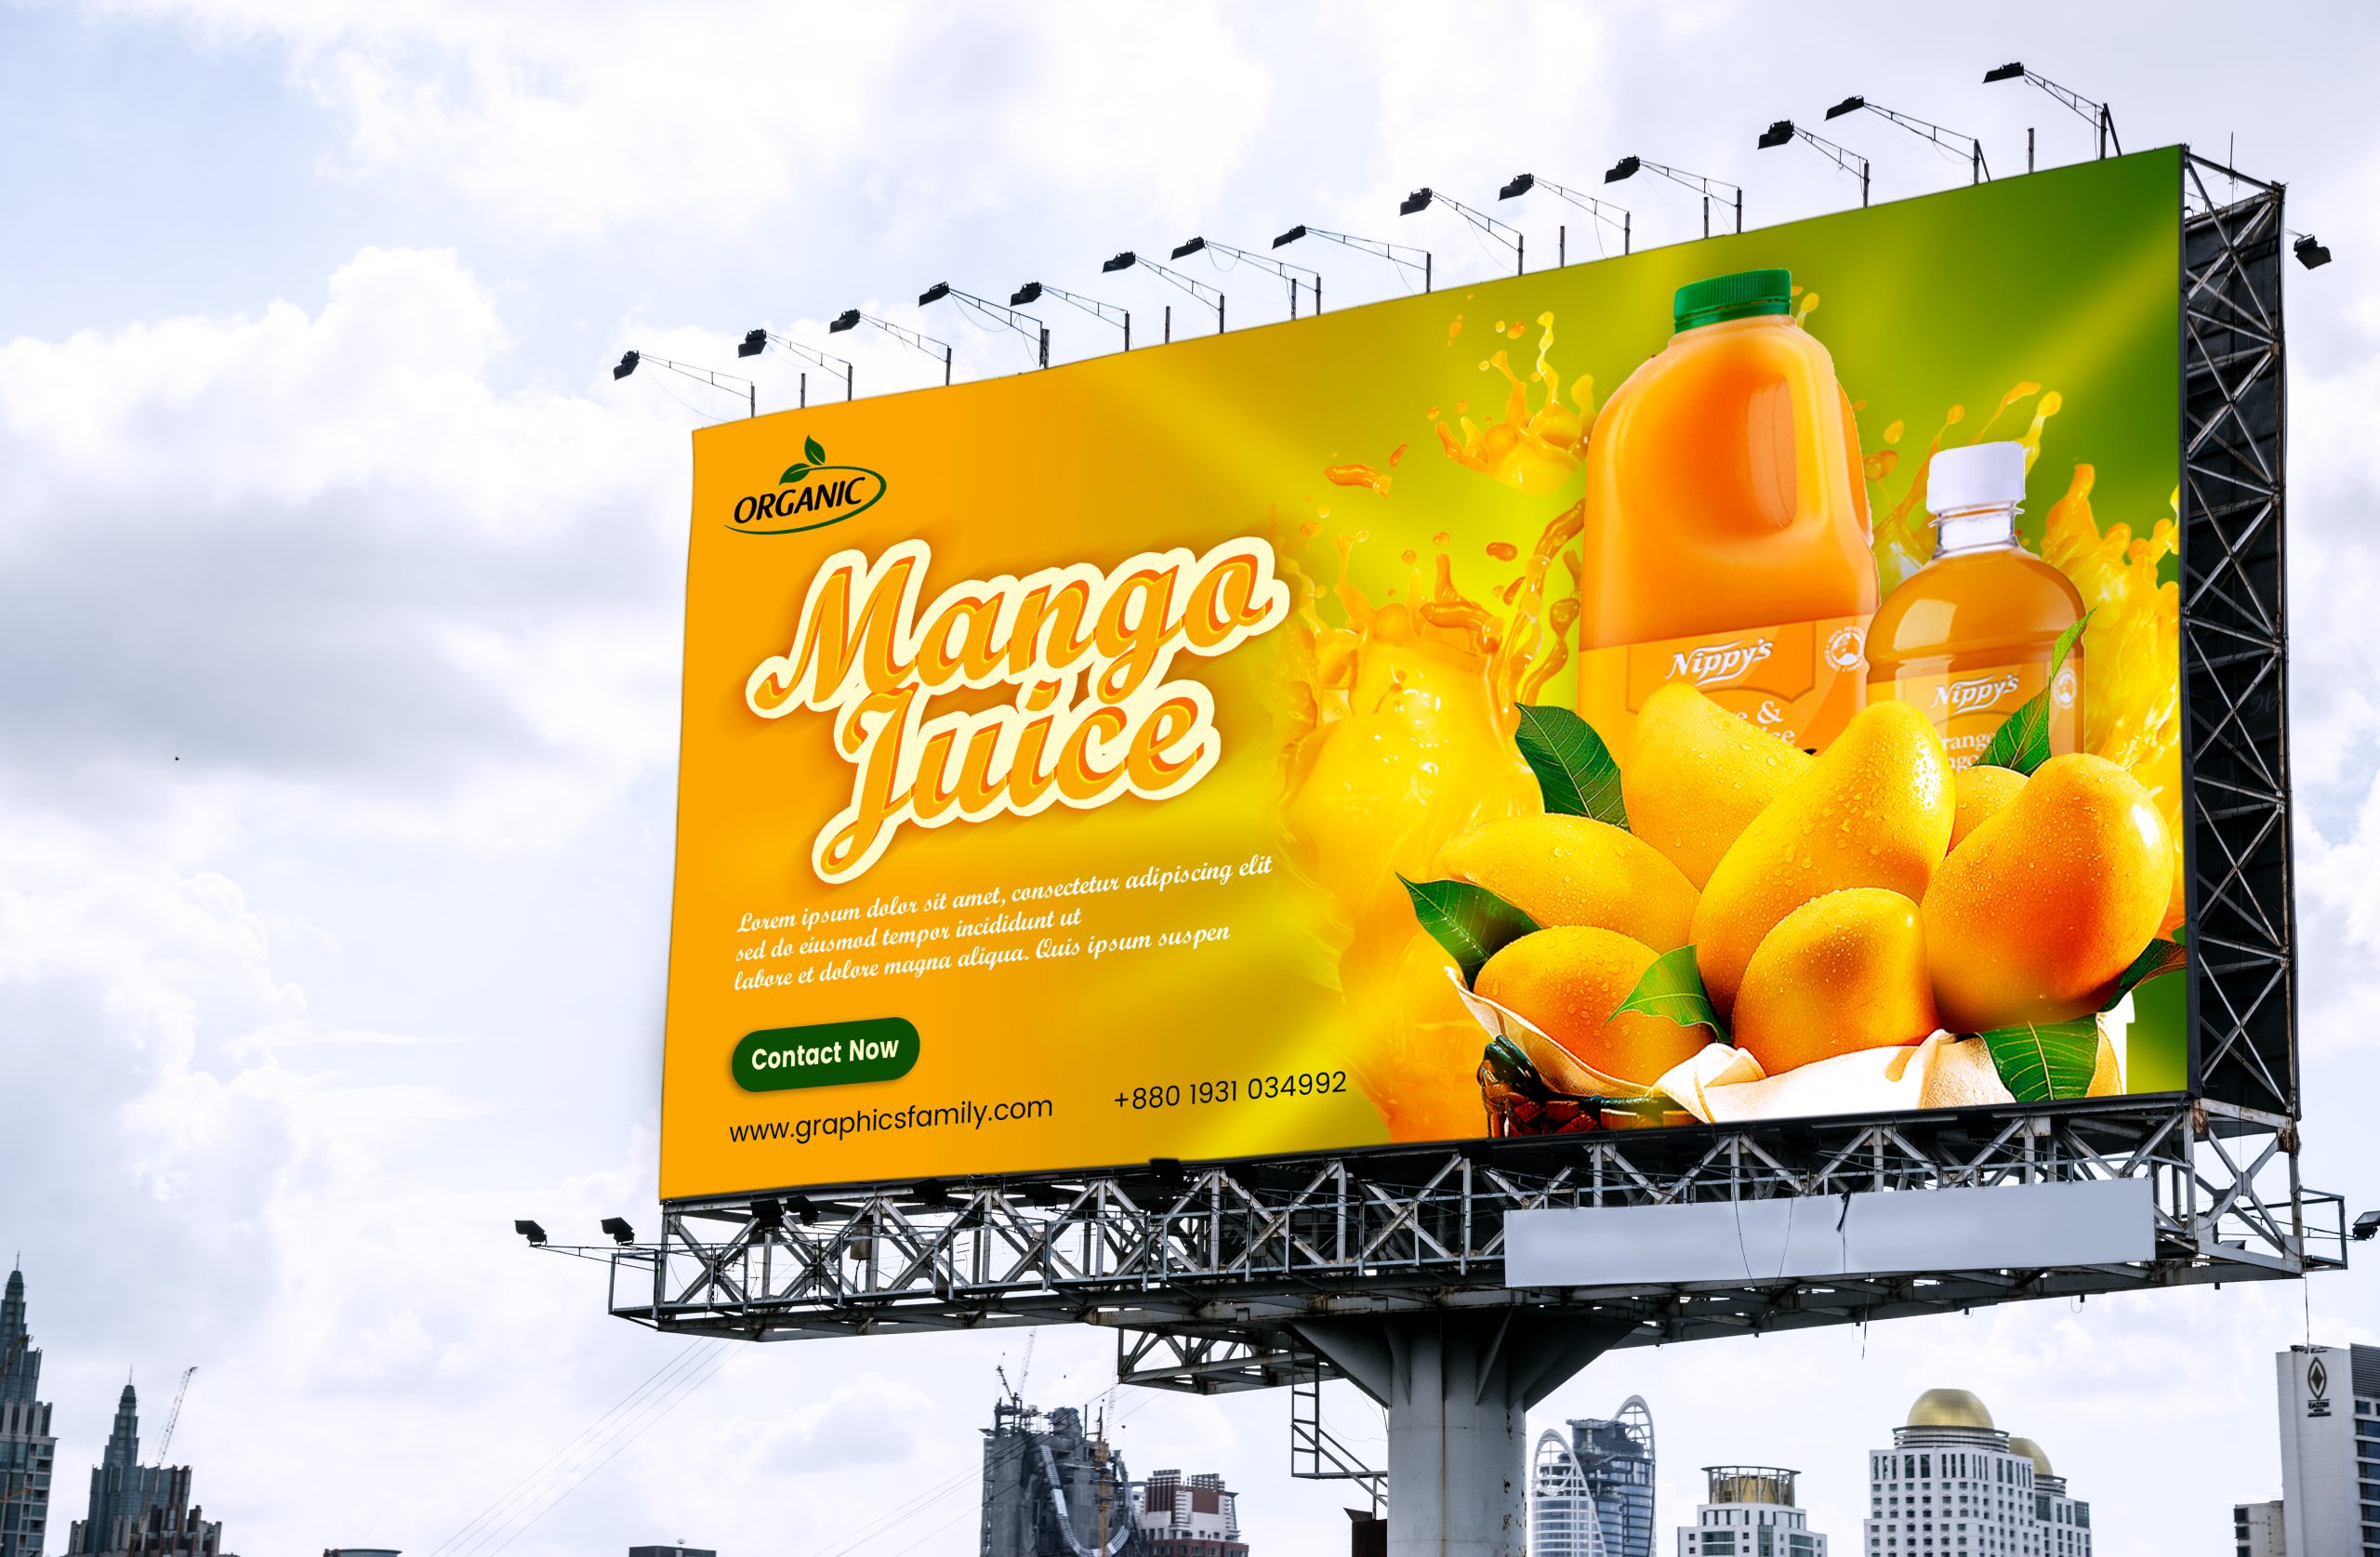 ORGANIC
Mango
Juice
Lorem ipsum dolor sit amet, consectetur adipiscing elit
sed do eiusmod tempor incididunt ut
labore et dolore magna aliqua. Quis ipsum suspen
Contact Now
www.graphicsfamily.com
+880 1931 034992
Nippy's
&
Nippy's